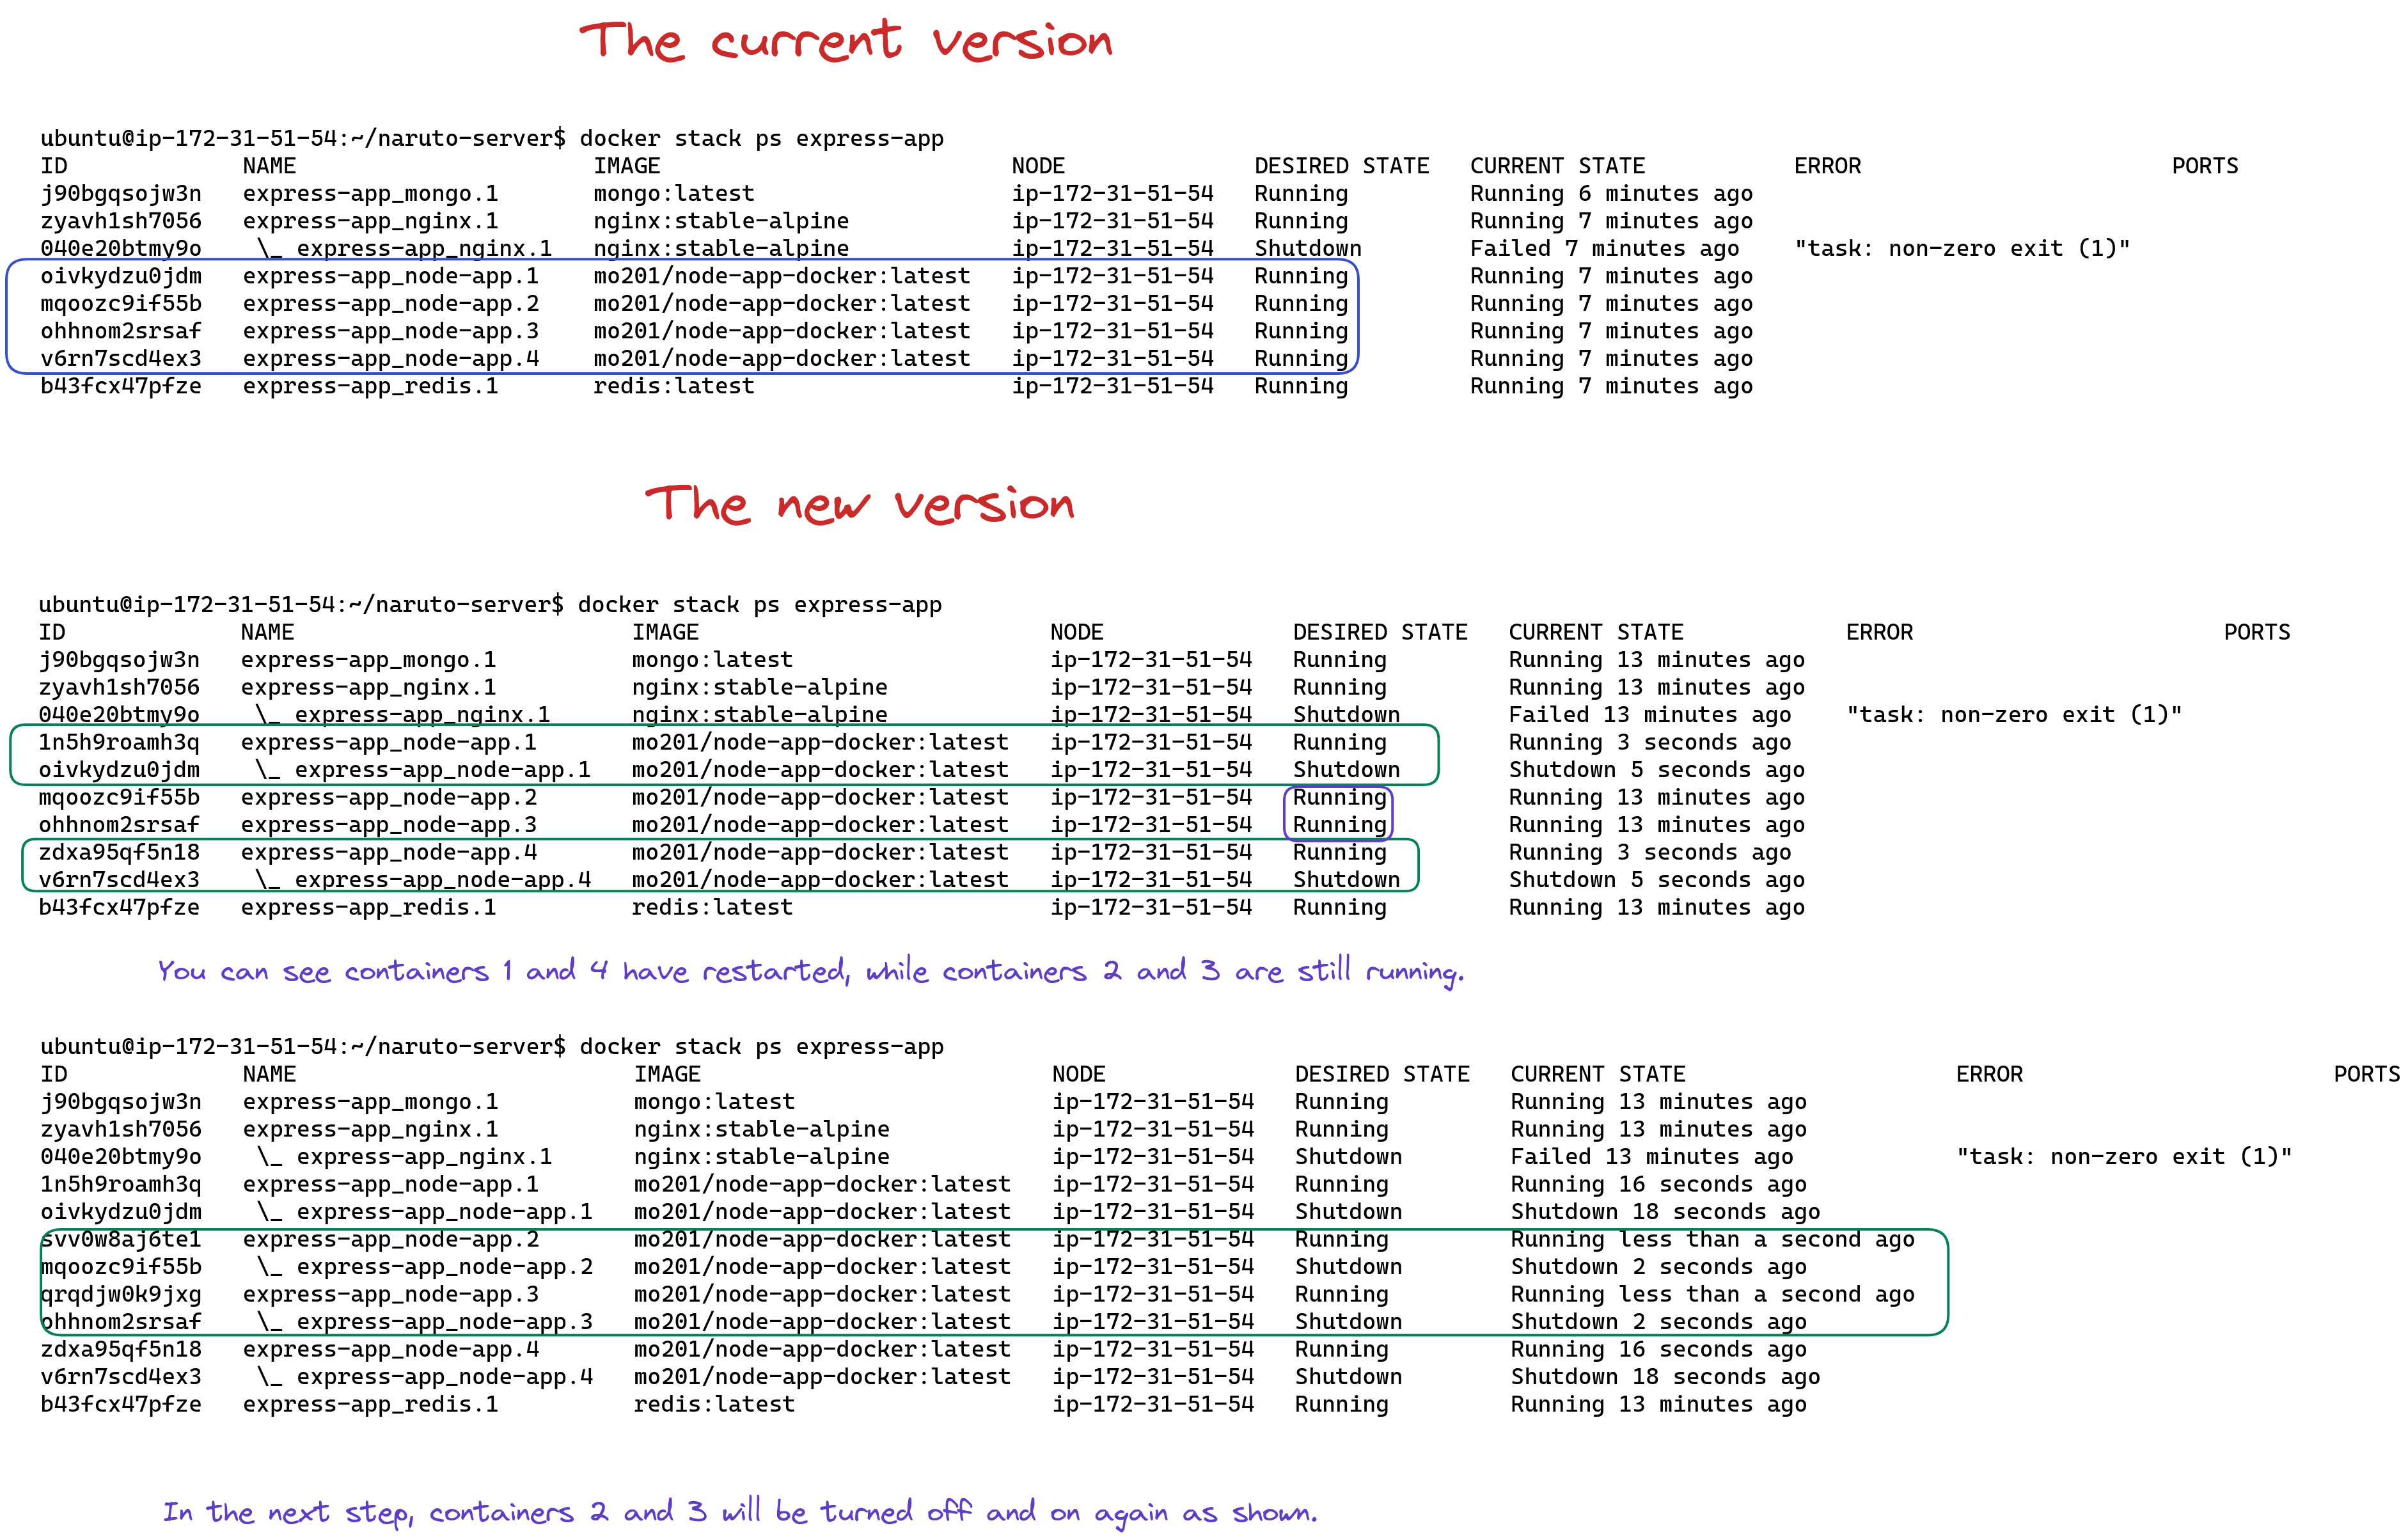 The current version
ubuntu@ip-172-31-51-54:~/naruto-server$ docker stack ps express-app
ID             NAME                      IMAGE                          NODE              DESIRED STATE   CURRENT STATE           ERROR                       PORTS
j90bgqsojw3n   express-app_mongo.1       mongo:latest                   ip-172-31-51-54   Running         Running 6 minutes ago
zyavh1sh7056   express-app_nginx.1       nginx:stable-alpine            ip-172-31-51-54   Running         Running 7 minutes ago
040e20btmy9o    \_ express-app_nginx.1   nginx:stable-alpine            ip-172-31-51-54   Shutdown        Failed 7 minutes ago    "task: non-zero exit (1)"
oivkydzu0jdm   express-app_node-app.1    mo201/node-app-docker:latest   ip-172-31-51-54   Running         Running 7 minutes ago
mqoozc9if55b   express-app_node-app.2    mo201/node-app-docker:latest   ip-172-31-51-54   Running         Running 7 minutes ago
ohhnom2srsaf   express-app_node-app.3    mo201/node-app-docker:latest   ip-172-31-51-54   Running         Running 7 minutes ago
v6rn7scd4ex3   express-app_node-app.4    mo201/node-app-docker:latest   ip-172-31-51-54   Running         Running 7 minutes ago
b43fcx47pfze   express-app_redis.1       redis:latest                   ip-172-31-51-54   Running         Running 7 minutes ago
The new version
ubuntu@ip-172-31-51-54:~/naruto-server$ docker stack ps express-app
ID             NAME                         IMAGE                          NODE              DESIRED STATE   CURRENT STATE            ERROR                       PORTS
j90bgqsojw3n   express-app_mongo.1          mongo:latest                   ip-172-31-51-54   Running         Running 13 minutes ago
zyavh1sh7056   express-app_nginx.1          nginx:stable-alpine            ip-172-31-51-54   Running         Running 13 minutes ago
040e20btmy9o    \_ express-app_nginx.1      nginx:stable-alpine            ip-172-31-51-54   Shutdown        Failed 13 minutes ago    "task: non-zero exit (1)"
1n5h9roamh3q   express-app_node-app.1       mo201/node-app-docker:latest   ip-172-31-51-54   Running         Running 3 seconds ago
oivkydzu0jdm    \_ express-app_node-app.1   mo201/node-app-docker:latest   ip-172-31-51-54   Shutdown        Shutdown 5 seconds ago
mqoozc9if55b   express-app_node-app.2       mo201/node-app-docker:latest   ip-172-31-51-54   Running         Running 13 minutes ago
ohhnom2srsaf   express-app_node-app.3       mo201/node-app-docker:latest   ip-172-31-51-54   Running         Running 13 minutes ago
zdxa95qf5n18   express-app_node-app.4       mo201/node-app-docker:latest   ip-172-31-51-54   Running         Running 3 seconds ago
v6rn7scd4ex3    \_ express-app_node-app.4   mo201/node-app-docker:latest   ip-172-31-51-54   Shutdown        Shutdown 5 seconds ago
b43fcx47pfze   express-app_redis.1          redis:latest                   ip-172-31-51-54   Running         Running 13 minutes ago
You can see containers 1 and 4 have restarted, while containers 2 and 3 are still running.
ubuntu@ip-172-31-51-54:~/naruto-server$ docker stack ps express-app
ID             NAME                         IMAGE                          NODE              DESIRED STATE   CURRENT STATE                    ERROR                       PORTS
j90bgqsojw3n   express-app_mongo.1          mongo:latest                   ip-172-31-51-54   Running         Running 13 minutes ago
zyavh1sh7056   express-app_nginx.1          nginx:stable-alpine            ip-172-31-51-54   Running         Running 13 minutes ago
040e20btmy9o    \_ express-app_nginx.1      nginx:stable-alpine            ip-172-31-51-54   Shutdown        Failed 13 minutes ago            "task: non-zero exit (1)"
1n5h9roamh3q   express-app_node-app.1       mo201/node-app-docker:latest   ip-172-31-51-54   Running         Running 16 seconds ago
oivkydzu0jdm    \_ express-app_node-app.1   mo201/node-app-docker:latest   ip-172-31-51-54   Shutdown        Shutdown 18 seconds ago
svv0w8aj6te1   express-app_node-app.2       mo201/node-app-docker:latest   ip-172-31-51-54   Running         Running less than a second ago
mqoozc9if55b    \_ express-app_node-app.2   mo201/node-app-docker:latest   ip-172-31-51-54   Shutdown        Shutdown 2 seconds ago
qrqdjw0k9jxg   express-app_node-app.3       mo201/node-app-docker:latest   ip-172-31-51-54   Running         Running less than a second ago
ohhnom2srsaf    \_ express-app_node-app.3   mo201/node-app-docker:latest   ip-172-31-51-54   Shutdown        Shutdown 2 seconds ago
zdxa95qf5n18   express-app_node-app.4       mo201/node-app-docker:latest   ip-172-31-51-54   Running         Running 16 seconds ago
v6rn7scd4ex3    \_ express-app_node-app.4   mo201/node-app-docker:latest   ip-172-31-51-54   Shutdown        Shutdown 18 seconds ago
b43fcx47pfze   express-app_redis.1          redis:latest                   ip-172-31-51-54   Running         Running 13 minutes ago
In the next step, containers 2 and 3 will be turned off and on again as shown.